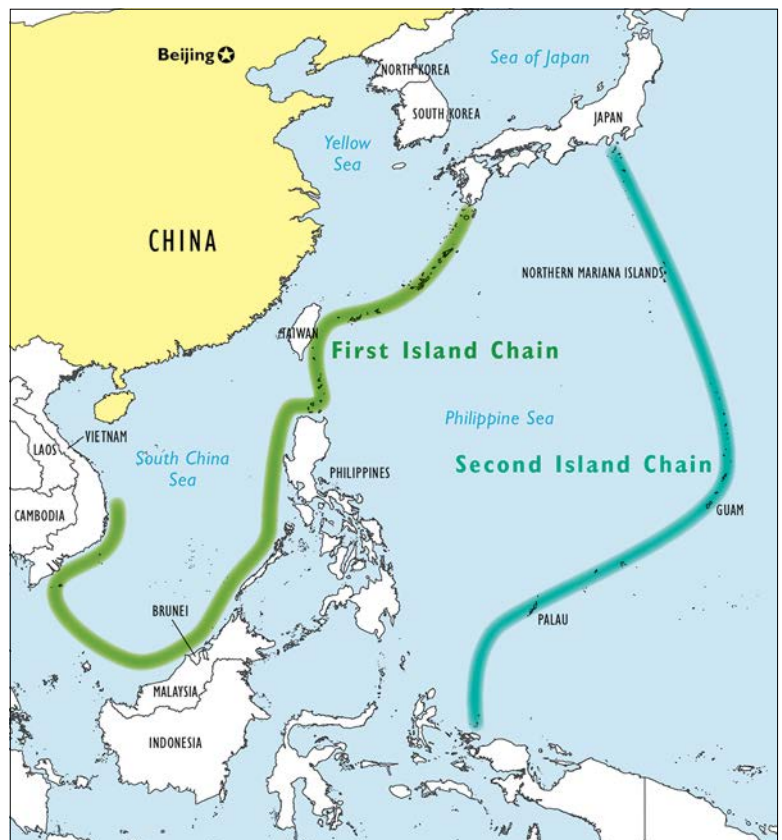 Beijing
Sea of Japan
NORTH KOREA
SOUTH KOREA
JAPAN
Yellow
Sea
CHINA
NORTHERN MARIANA ISLANDS
TAIWAN
First Island Chain
Philippine Sea
VIETNAM
LAOS
South China
Sea
Second Island Chain
PHILIPPINES
CAMBODIA
GUAM
BRUNEI
PALAU
MALAYSIA
INDONESIA